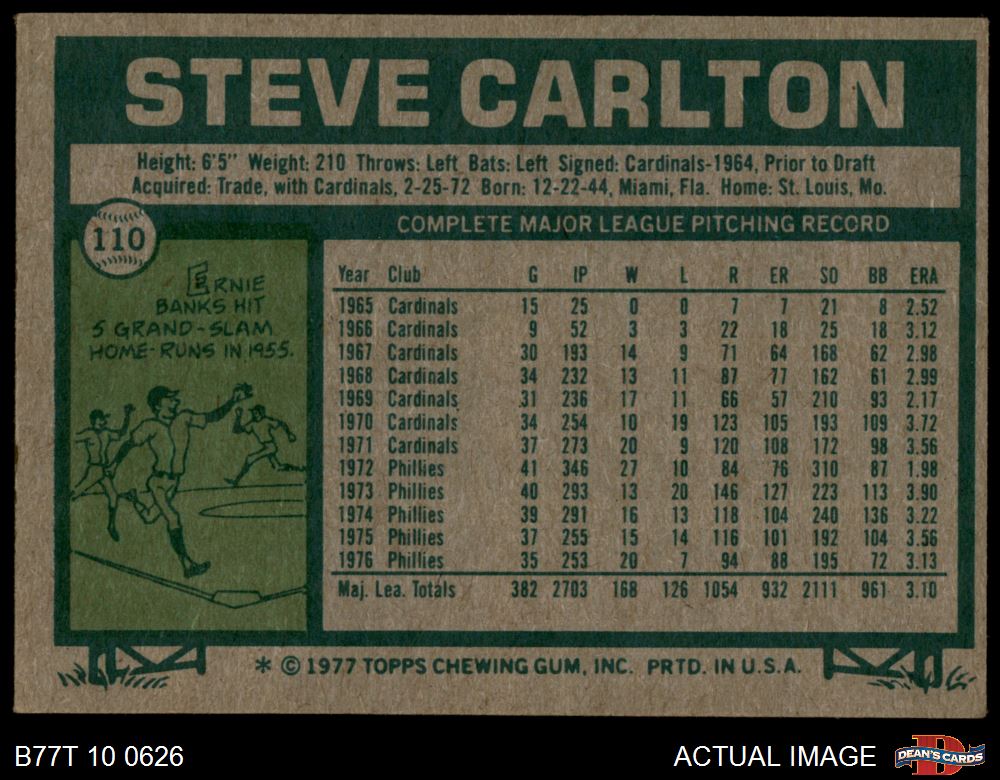 STEVE CARLTON
Height: 6'5" Weight: 210 Throws: Left Bats: Left Signed: Cardinals-1964, Prior to Draft
Acquired: Trade, with Cardinals, 2-25-72 Born: 12-22-44, Miami, Fla. Home: St. Louis, Mo.
110
COMPLETE MAJOR LEAGUE PITCHING RECORD
ERNIE
BANKS HIT
5 GRAND-SLAM
HOME-RUNS IN 1955.
Year Club G IP W L R ER SO BB ERA
1965 Cardinals 15 25 0 0 7 7 21 8 2.52
1966 Cardinals 9 52 3 3 22 18 25 18 3.12
1967 Cardinals 30 193 14 9 71 64 168 62 2.98
1968 Cardinals 34 232 13 11 87 77 162 61 2.99
1969 Cardinals 31 236 17 11 66 57 210 93 2.17
1970 Cardinals 34 254 10 19 123 105 193 109 3.72
1971 Cardinals 37 273 20 9 120 108 172 98 3.56
1972 Phillies 41 346 27 10 84 76 310 87 1.98
1973 Phillies 40 293 13 20 146 127 223 113 3.90
1974 Phillies 39 291 16 13 118 104 240 136 3.22
1975 Phillies 37 255 15 14 116 101 192 104 3.56
1976 Phillies 35 253 20 7 94 88 195 72 3.13
Maj. Lea. Totals 382 2703 168 126 1054 932 2111 961 3.10
* © 1977 TOPPS CHEWING GUM, INC. PRTD. IN U.S.A.
B77T 10 0626
ACTUAL IMAGE
D
DEAN'S CARDS